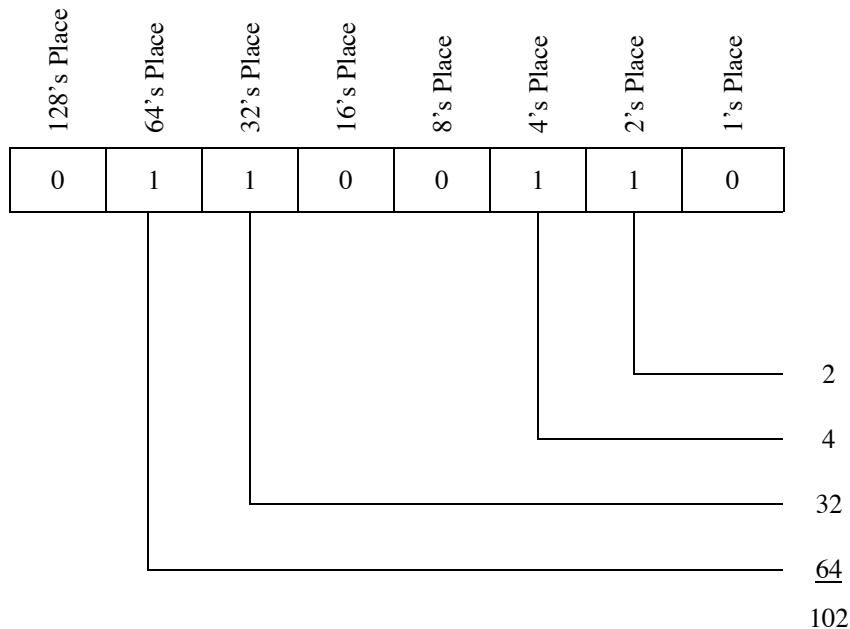 128's Place
64's Place
32's Place
16's Place
8's Place
4's Place
2's Place
1's Place
0 1 1 0 0 1 1 0
2
4
32
64
102